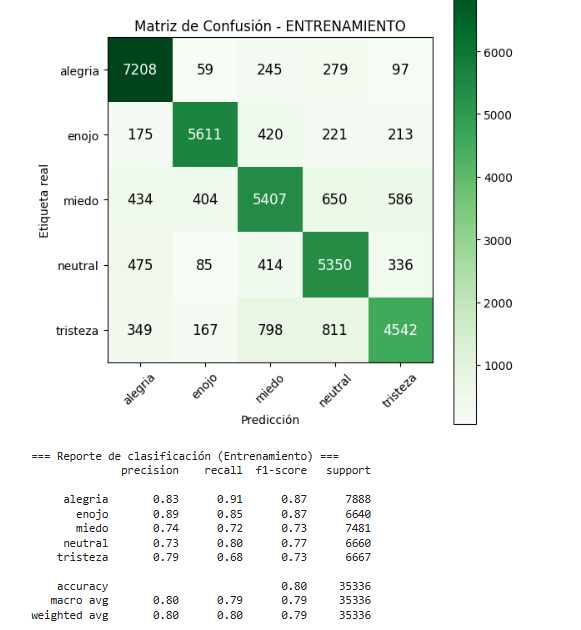 Matriz de Confusión - ENTRENAMIENTO
alegria 7208 59 245 279 97
enojo 175 5611 420 221 213
miedo 434 404 5407 650 586
neutral 475 85 414 5350 336
tristeza 349 167 798 811 4542
Etiqueta real
alegria enojo miedo neutral tristeza
Predicción
6000
5000
4000
3000
2000
1000
=== Reporte de clasificación (Entrenamiento) ===
precision recall f1-score support
alegria 0.83 0.91 0.87 7888
enojo 0.89 0.85 0.87 6640
miedo 0.74 0.72 0.73 7481
neutral 0.73 0.80 0.77 6660
tristeza 0.79 0.68 0.73 6667
accuracy 0.80 35336
macro avg 0.80 0.79 0.79 35336
weighted avg 0.80 0.80 0.79 35336